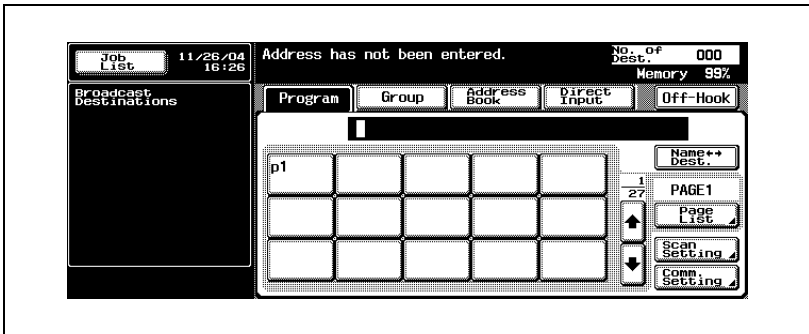 Job
List
11/26/04
16:26
Address has not been entered.
No. of
Dest.
000
Memory 99%
Broadcast
Destinations
Program
Group
Address
Book
Direct
Input
Off-Hook
Name↔
Dest.
p1
1
27
PAGE1
Page
List
Scan
Setting
Comm.
Setting